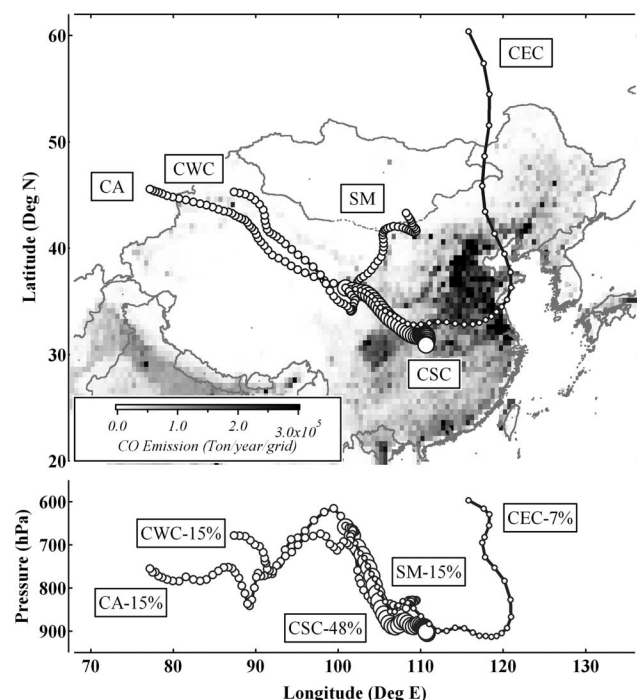 60
CEC
50
CWC
CA
SM
Latitude (Deg N)
40
30
CSC
0.0 1.0 2.0 3.0x10⁵
CO Emission (Ton/year/grid)
20
600
CWC-15%
CEC-7%
700
Pressure (hPa)
SM-15%
800
CA-15%
CSC-48%
900
70 80 90 100 110 120 130
Longitude (Deg E)